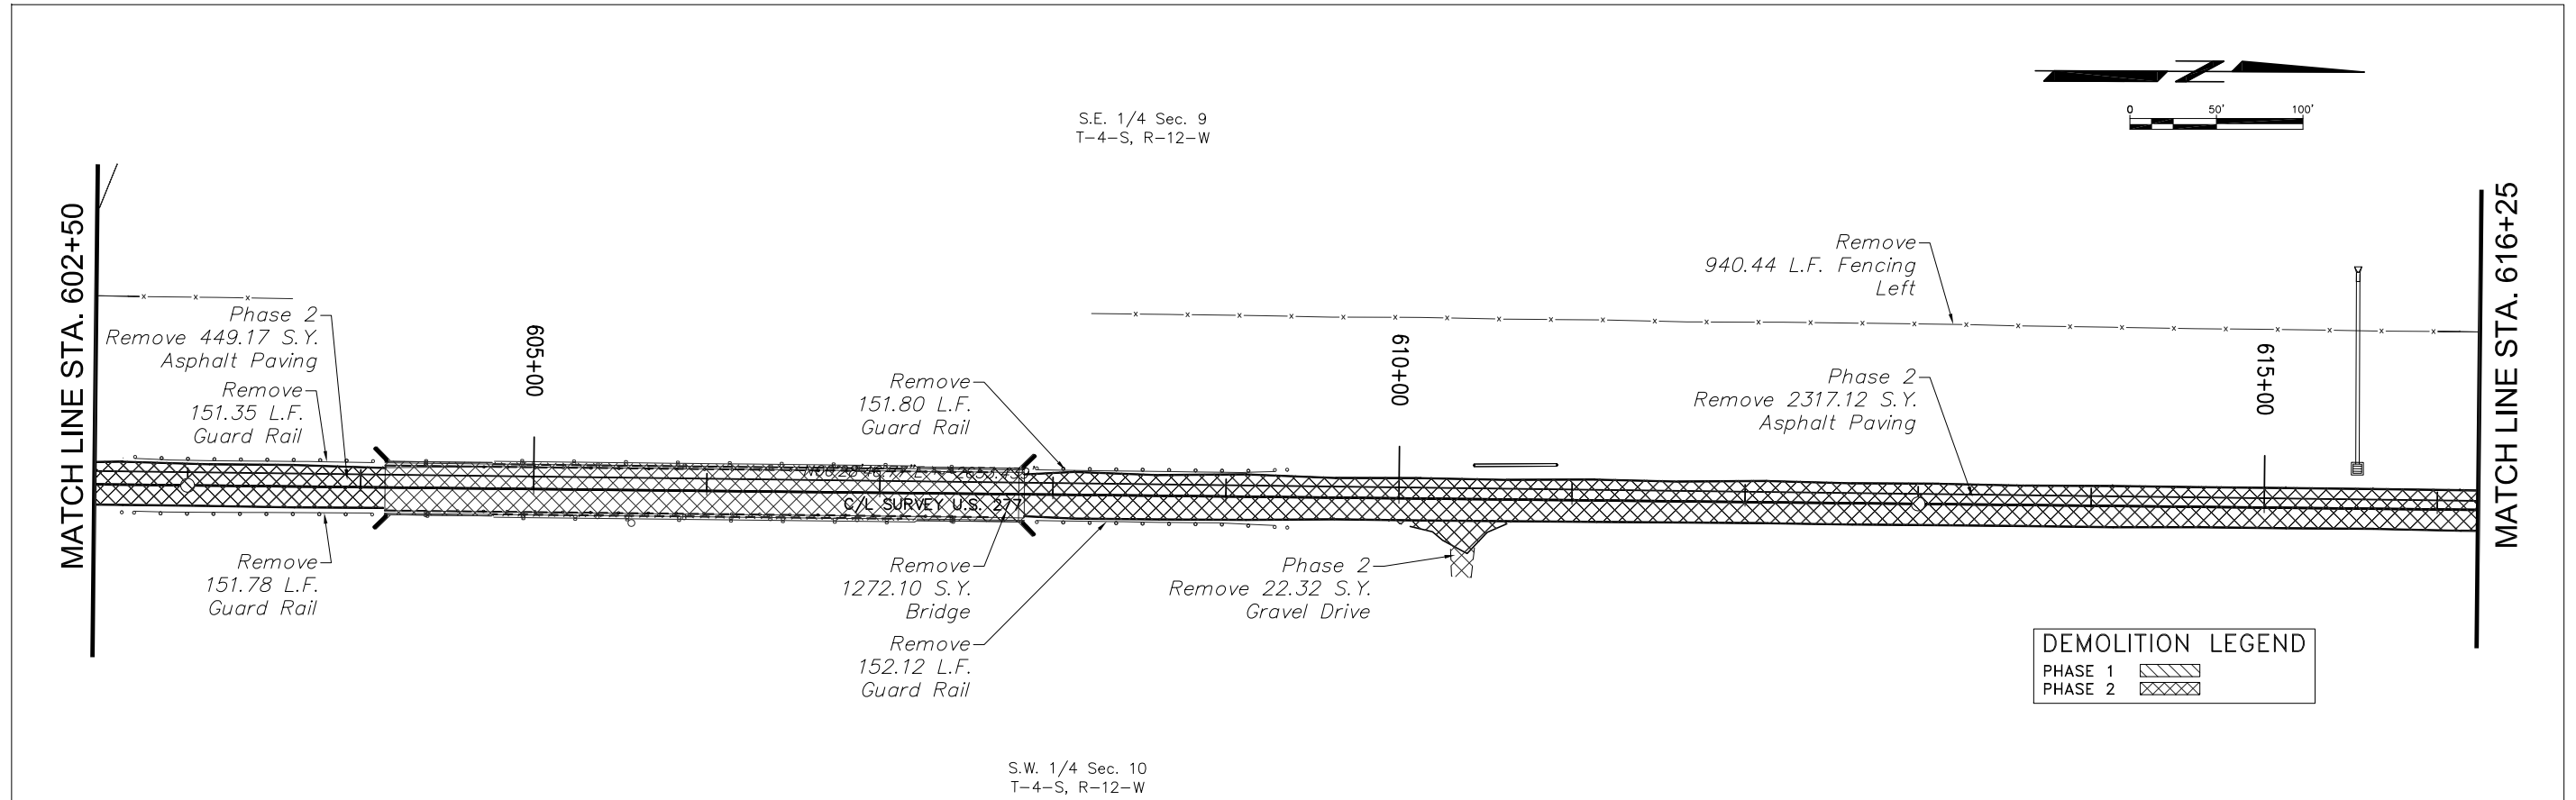 0 50' 100'
S.E. 1/4 Sec. 9
T-4-S, R-12-W
MATCH LINE STA. 602+50
MATCH LINE STA. 616+25
Remove
940.44 L.F. Fencing
Left
Phase 2
Remove 449.17 S.Y.
Asphalt Paving
Remove
151.35 L.F.
Guard Rail
605+00
Remove
151.80 L.F.
Guard Rail
610+00
Phase 2
Remove 2317.12 S.Y.
Asphalt Paving
615+00
C/L SURVEY U.S. 277
Remove
151.78 L.F.
Guard Rail
Remove
1272.10 S.Y.
Bridge
Remove
152.12 L.F.
Guard Rail
Phase 2
Remove 22.32 S.Y.
Gravel Drive
DEMOLITION LEGEND
PHASE 1
PHASE 2
S.W. 1/4 Sec. 10
T-4-S, R-12-W